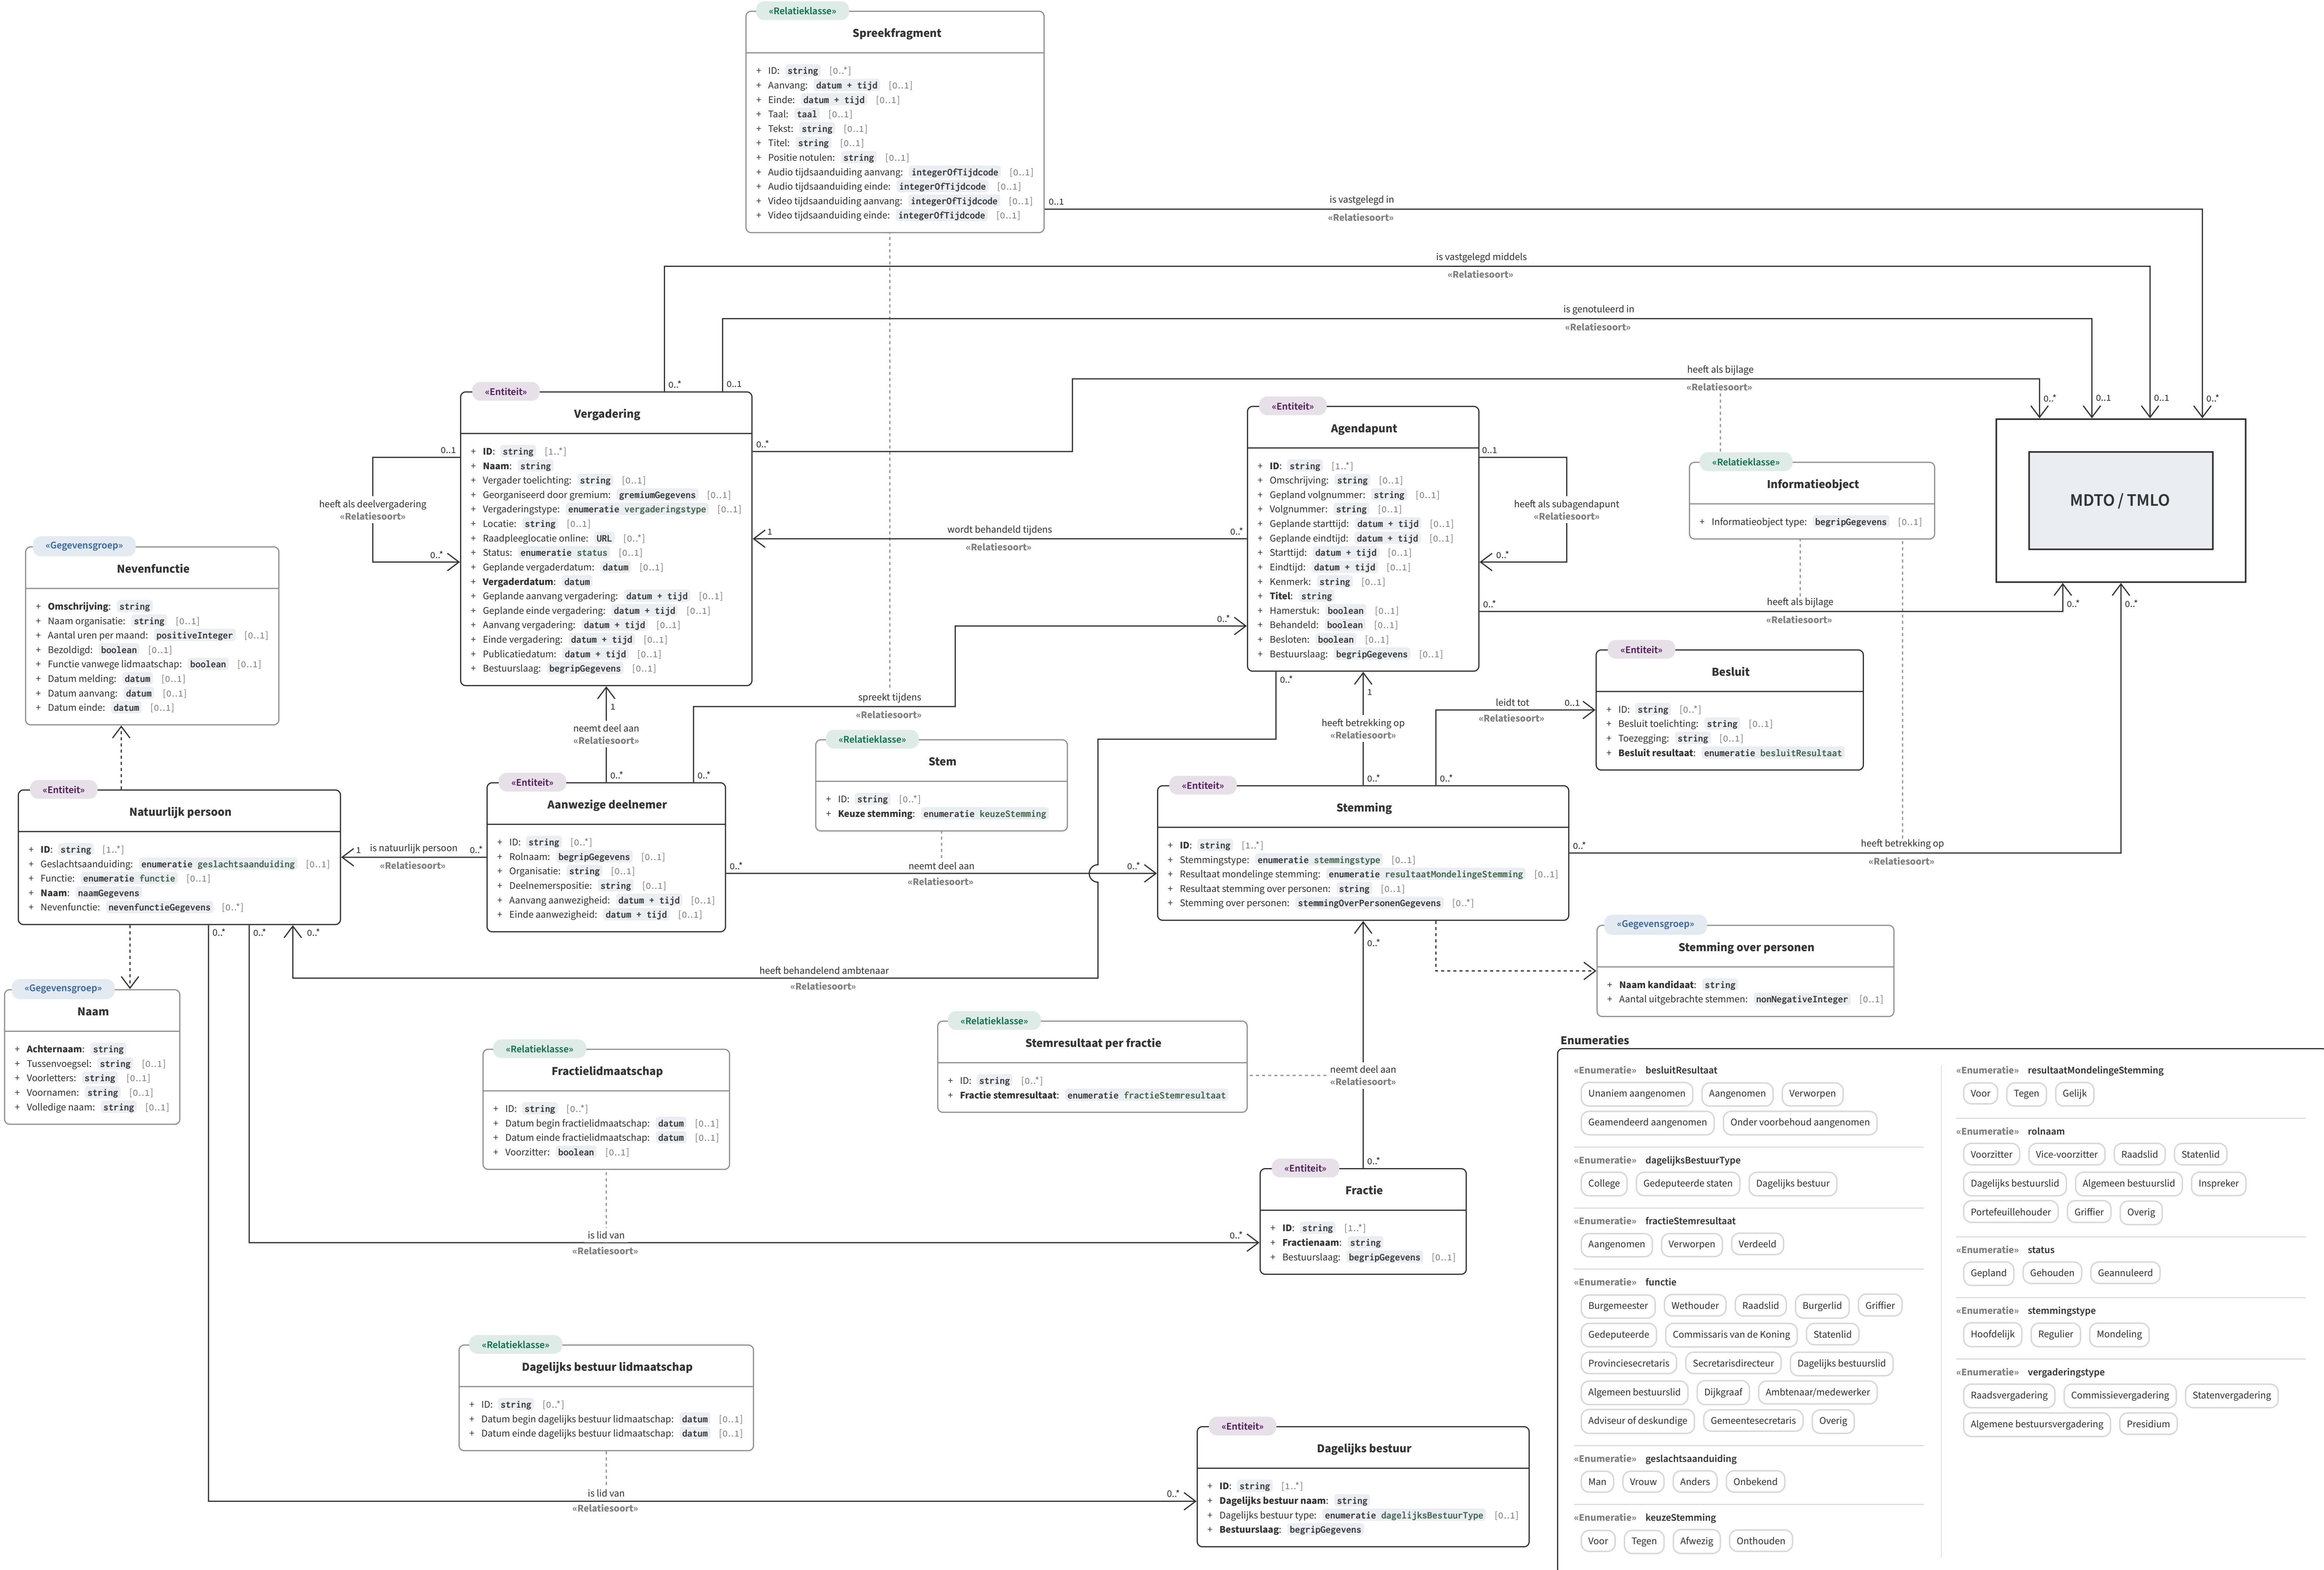 «Relatieklasse»
Spreekfragment
+ ID: string [0..*]
+ Aanvang: datum + tijd [0..1]
+ Einde: datum + tijd [0..1]
+ Taal: taal [0..1]
+ Tekst: string [0..1]
+ Titel: string [0..1]
+ Positie notulen: string [0..1]
+ Audio tijdsaanduiding aanvang: integerOfTijdcode [0..1]
+ Audio tijdsaanduiding einde: integerOfTijdcode [0..1]
+ Video tijdsaanduiding aanvang: integerOfTijdcode [0..1]
+ Video tijdsaanduiding einde: integerOfTijdcode [0..1]
0..1
is vastgelegd in
«Relatiesoort»
is vastgelegd middels
«Relatiesoort»
is genotuleerd in
«Relatiesoort»
heeft als bijlage
«Relatiesoort»
0..*
0..1
0..*
0..1
0..1
0..*
«Entiteit»
Vergadering
+ ID: string [1..*]
+ Naam: string
+ Vergader toelichting: string [0..1]
+ Georganiseerd door gremium: gremiumGegevens [0..1]
+ Vergaderingstype: enumeratie vergaderingstype [0..1]
+ Locatie: string [0..1]
+ Raadpleeglocatie online: URL [0..*]
+ Status: enumeratie status [0..1]
+ Geplande vergaderdatum: datum [0..1]
+ Vergaderdatum: datum
+ Geplande aanvang vergadering: datum + tijd [0..1]
+ Geplande einde vergadering: datum + tijd [0..1]
+ Aanvang vergadering: datum + tijd [0..1]
+ Einde vergadering: datum + tijd [0..1]
+ Publicatiedatum: datum + tijd [0..1]
+ Bestuurslaag: begripGegevens [0..1]
0..1
heeft als deelvergadering
«Relatiesoort»
0..*
0..*
1
wordt behandeld tijdens
«Relatiesoort»
0..*
«Entiteit»
Agendapunt
+ ID: string [1..*]
+ Omschrijving: string [0..1]
+ Gepland volgnummer: string [0..1]
+ Volgnummer: string [0..1]
+ Geplande starttijd: datum + tijd [0..1]
+ Geplande eindtijd: datum + tijd [0..1]
+ Starttijd: datum + tijd [0..1]
+ Eindtijd: datum + tijd [0..1]
+ Kenmerk: string [0..1]
+ Titel: string
+ Hamerstuk: boolean [0..1]
+ Behandeld: boolean [0..1]
+ Besloten: boolean [0..1]
+ Bestuurslaag: begripGegevens [0..1]
0..1
heeft als subagendapunt
«Relatiesoort»
0..*
«Relatieklasse»
Informatieobject
+ Informatieobject type: begripGegevens [0..1]
MDTO / TMLO
0..*
heeft als bijlage
«Relatiesoort»
0..*
0..*
«Gegevensgroep»
Nevenfunctie
+ Omschrijving: string
+ Naam organisatie: string [0..1]
+ Aantal uren per maand: positiveInteger [0..1]
+ Bezoldigd: boolean [0..1]
+ Functie vanwege lidmaatschap: boolean [0..1]
+ Datum melding: datum [0..1]
+ Datum aanvang: datum [0..1]
+ Datum einde: datum [0..1]
1
neemt deel aan
«Relatiesoort»
0..*
0..*
spreekt tijdens
«Relatiesoort»
0..*
0..*
1
heeft betrekking op
«Relatiesoort»
0..*
0..*
leidt tot
«Relatiesoort»
0..1
«Entiteit»
Besluit
+ ID: string [0..*]
+ Besluit toelichting: string [0..1]
+ Toezegging: string [0..1]
+ Besluit resultaat: enumeratie besluitResultaat
«Entiteit»
Natuurlijk persoon
+ ID: string [1..*]
+ Geslachtsaanduiding: enumeratie geslachtsaanduiding [0..1]
+ Functie: enumeratie functie [0..1]
+ Naam: naamGegevens
+ Nevenfunctie: nevenfunctieGegevens [0..*]
1
is natuurlijk persoon
«Relatiesoort»
0..*
«Entiteit»
Aanwezige deelnemer
+ ID: string [0..*]
+ Rolnaam: begripGegevens [0..1]
+ Organisatie: string [0..1]
+ Deelnemerspositie: string [0..1]
+ Aanvang aanwezigheid: datum + tijd [0..1]
+ Einde aanwezigheid: datum + tijd [0..1]
«Relatieklasse»
Stem
+ ID: string [0..*]
+ Keuze stemming: enumeratie keuzeStemming
0..*
neemt deel aan
«Relatiesoort»
0..*
«Entiteit»
Stemming
+ ID: string [1..*]
+ Stemmingstype: enumeratie stemmingstype [0..1]
+ Resultaat mondelinge stemming: enumeratie resultaatMondelingeStemming [0..1]
+ Resultaat stemming over personen: string [0..1]
+ Stemming over personen: stemmingOverPersonenGegevens [0..*]
0..*
heeft betrekking op
«Relatiesoort»
«Gegevensgroep»
Stemming over personen
+ Naam kandidaat: string
+ Aantal uitgebrachte stemmen: nonNegativeInteger [0..1]
0..*
0..*
0..*
heeft behandelend ambtenaar
«Relatiesoort»
0..*
«Gegevensgroep»
Naam
+ Achternaam: string
+ Tussenvoegsel: string [0..1]
+ Voorletters: string [0..1]
+ Voornamen: string [0..1]
+ Volledige naam: string [0..1]
«Relatieklasse»
Fractielidmaatschap
+ ID: string [0..*]
+ Datum begin fractielidmaatschap: datum [0..1]
+ Datum einde fractielidmaatschap: datum [0..1]
+ Voorzitter: boolean [0..1]
«Relatieklasse»
Stemresultaat per fractie
+ ID: string [0..*]
+ Fractie stemresultaat: enumeratie fractieStemresultaat
neemt deel aan
«Relatiesoort»
0..*
«Entiteit»
Fractie
+ ID: string [1..*]
+ Fractienaam: string
+ Bestuurslaag: begripGegevens [0..1]
is lid van
«Relatiesoort»
0..*
«Relatieklasse»
Dagelijks bestuur lidmaatschap
+ ID: string [0..*]
+ Datum begin dagelijks bestuur lidmaatschap: datum [0..1]
+ Datum einde dagelijks bestuur lidmaatschap: datum [0..1]
is lid van
«Relatiesoort»
0..*
«Entiteit»
Dagelijks bestuur
+ ID: string [1..*]
+ Dagelijks bestuur naam: string
+ Dagelijks bestuur type: enumeratie dagelijksBestuurType [0..1]
+ Bestuurslaag: begripGegevens
Enumeraties
«Enumeratie» besluitResultaat
Unaniem aangenomen Aangenomen Verworpen
Geamendeerd aangenomen Onder voorbehoud aangenomen
«Enumeratie» dagelijksBestuurType
College Gedeputeerde staten Dagelijks bestuur
«Enumeratie» fractieStemresultaat
Aangenomen Verworpen Verdeeld
«Enumeratie» functie
Burgemeester Wethouder Raadslid Burgerlid Griffier
Gedeputeerde Commissaris van de Koning Statenlid
Provinciesecretaris Secretarisdirecteur Dagelijks bestuurslid
Algemeen bestuurslid Dijkgraaf Ambtenaar/medewerker
Adviseur of deskundige Gemeentesecretaris Overig
«Enumeratie» geslachtsaanduiding
Man Vrouw Anders Onbekend
«Enumeratie» keuzeStemming
Voor Tegen Afwezig Onthouden
«Enumeratie» resultaatMondelingeStemming
Voor Tegen Gelijk
«Enumeratie» rolnaam
Voorzitter Vice-voorzitter Raadslid Statenlid
Dagelijks bestuurslid Algemeen bestuurslid Inspreker
Portefeuillehouder Griffier Overig
«Enumeratie» status
Gepland Gehouden Geannuleerd
«Enumeratie» stemmingstype
Hoofdelijk Regulier Mondeling
«Enumeratie» vergaderingstype
Raadsvergadering Commissievergadering Statenvergadering
Algemene bestuursvergadering Presidium